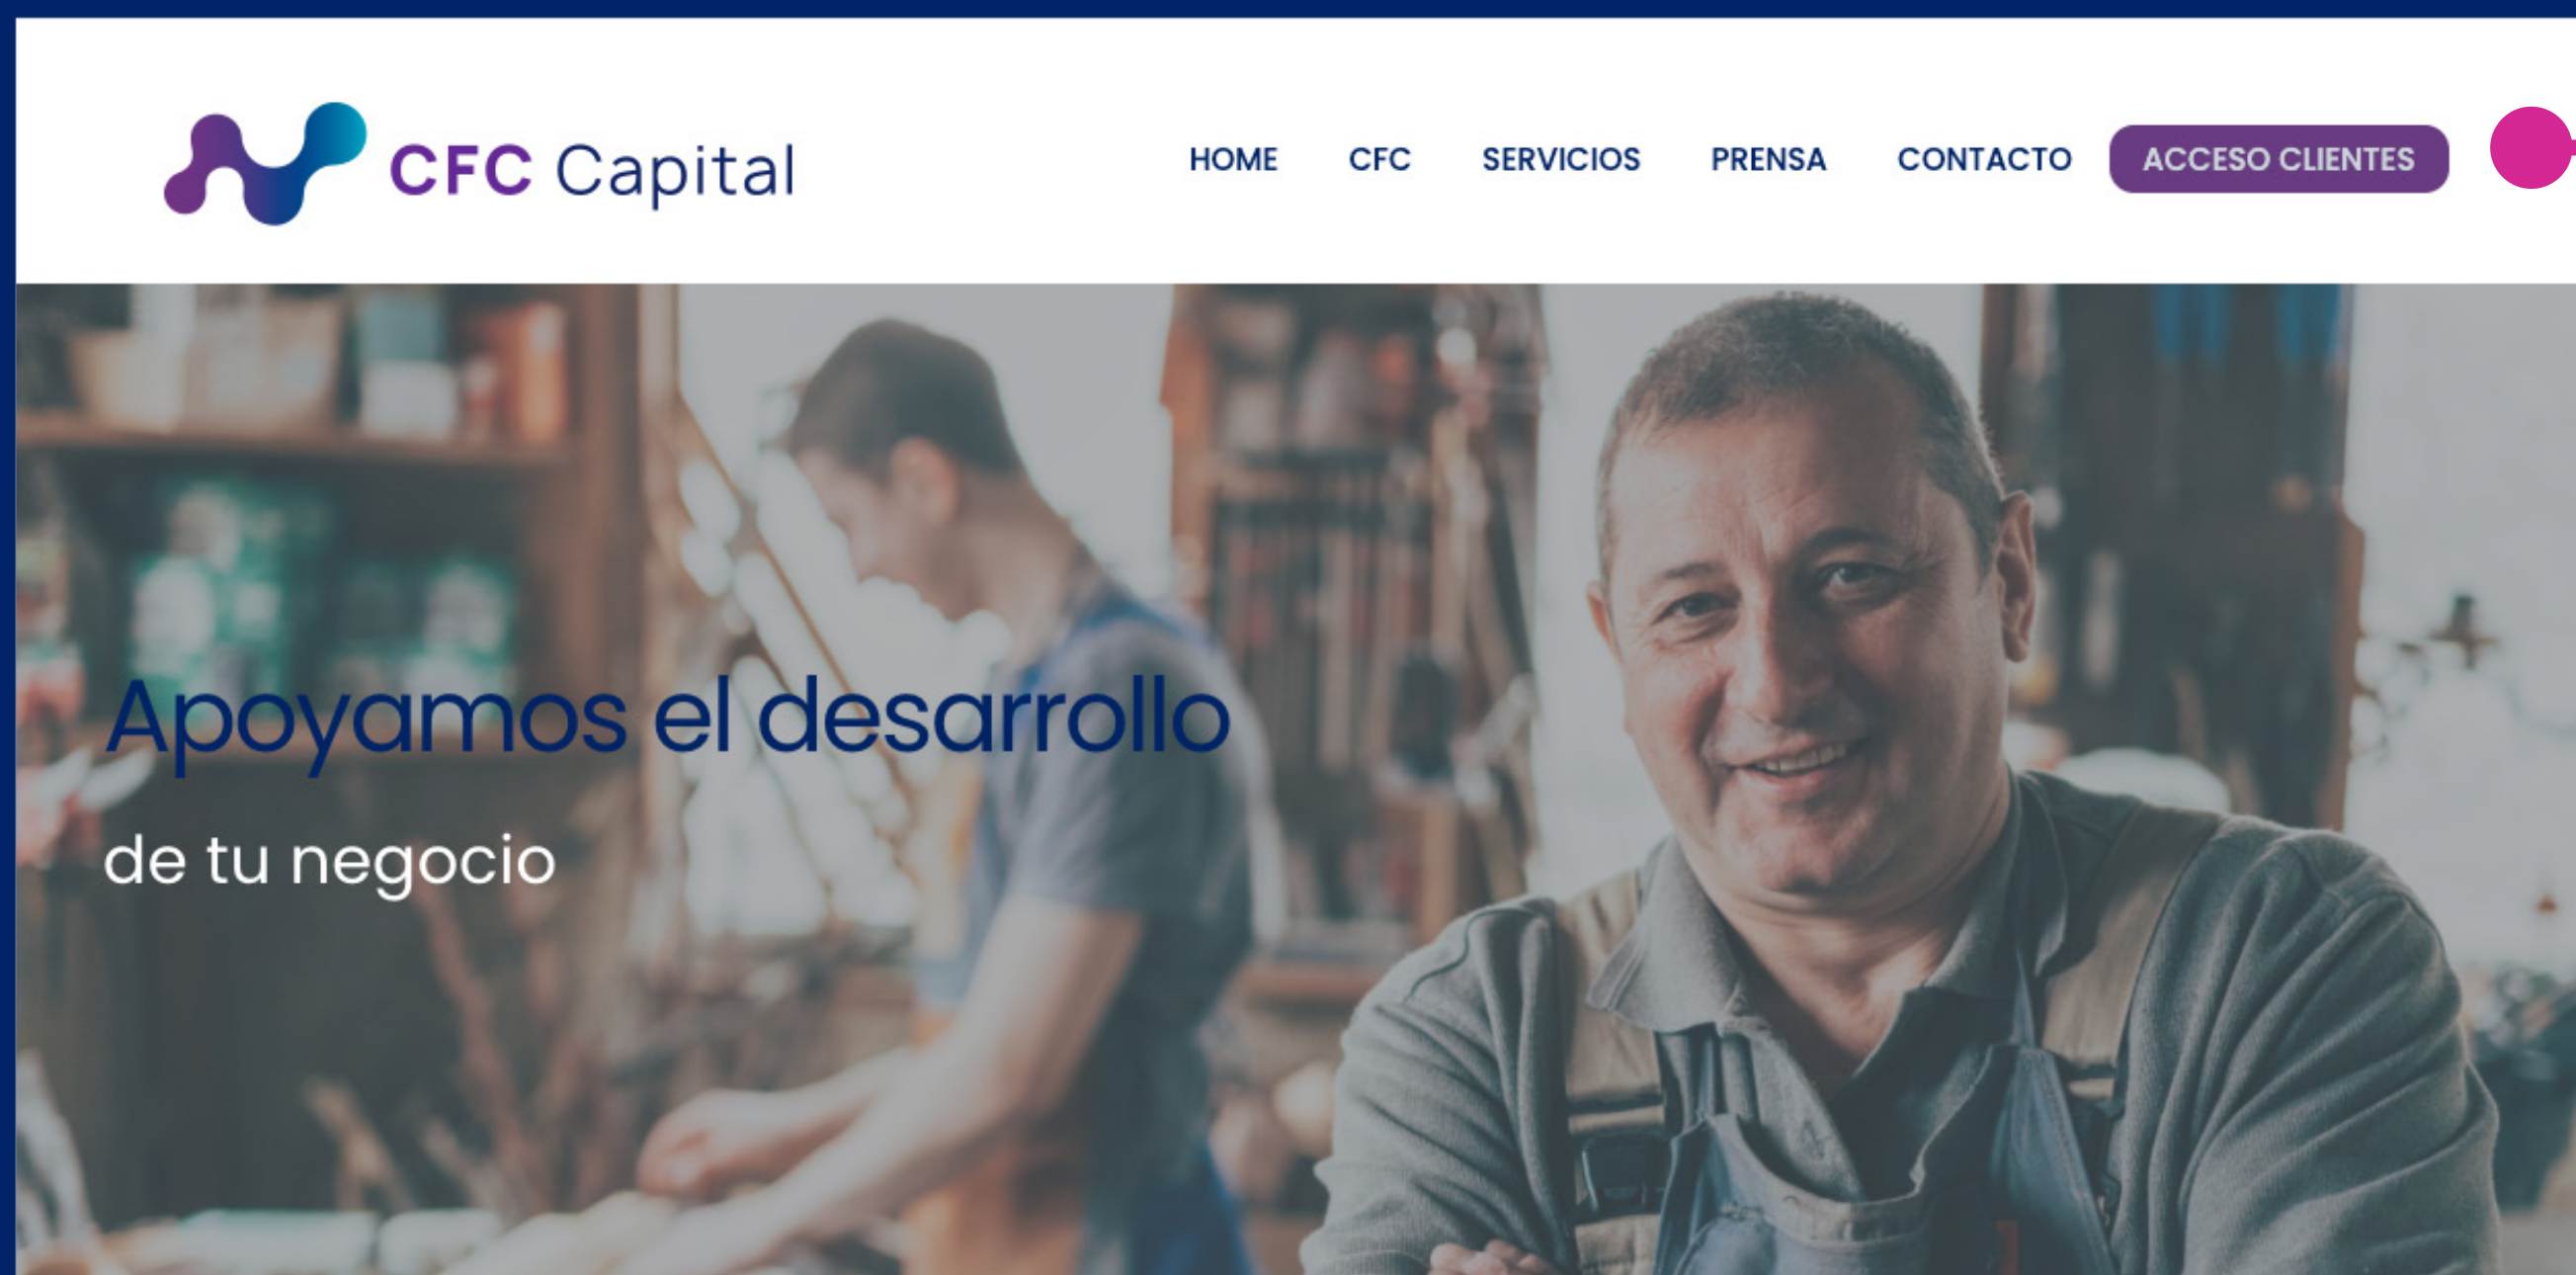 CFC Capital
HOME CFC SERVICIOS PRENSA CONTACTO ACCESO CLIENTES
Apoyamos el desarrollo
de tu negocio